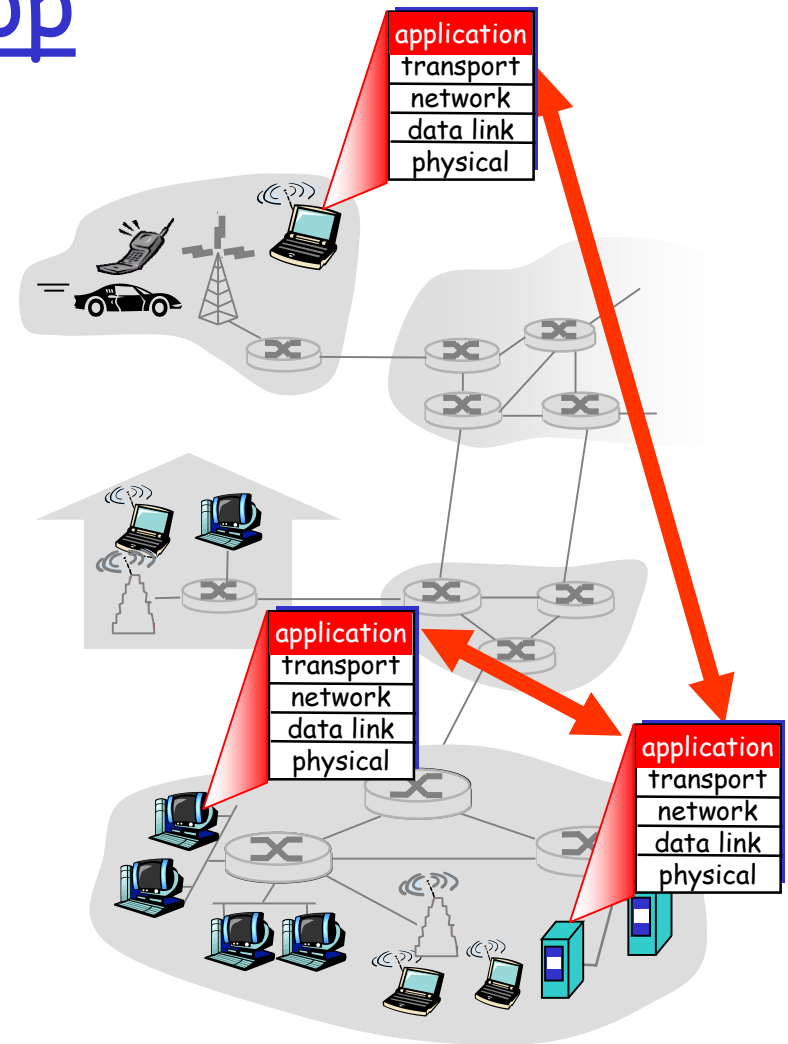 application
transport
network
data link
physical
application
transport
network
data link
physical
application
transport
network
data link
physical